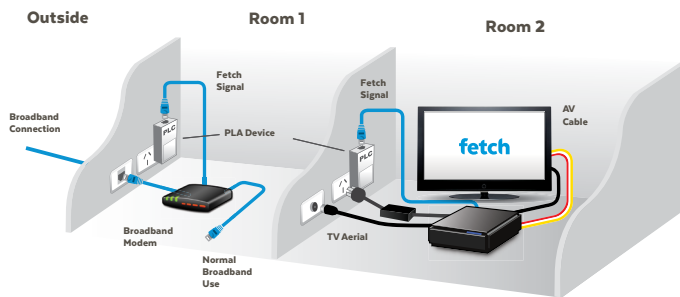 Outside
Room 1
Room 2
Fetch
Signal
Fetch
Signal
AV
Cable
Broadband
Connection
PLC
PLA Device
PLC
fetch
Broadband
Modem
TV Aerial
Normal
Broadband
Use